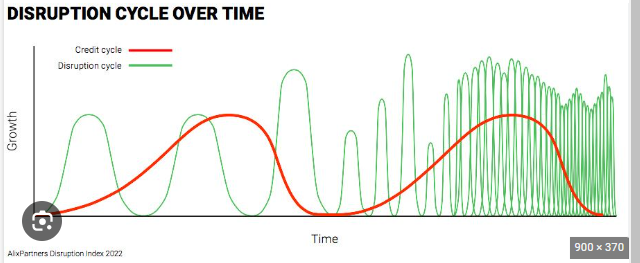 DISRUPTION CYCLE OVER TIME
Credit cycle
Disruption cycle
Growth
Time
900 × 370
AlixPartners Disruption Index 2022